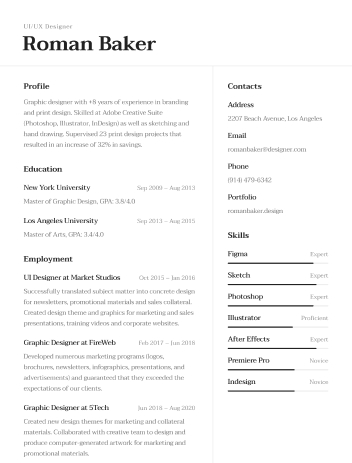 UI/UX Designer
Roman Baker
Profile
Graphic designer with +8 years of experience in branding
and print design. Skilled at Adobe Creative Suite
(Photoshop, Illustrator, InDesign) as well as sketching and
hand drawing. Supervised 23 print design projects that
resulted in an increase of 32% in savings.
Education
New York University Sep 2009 – Aug 2013
Master of Graphic Design, GPA: 3.8/4.0
Los Angeles University Sep 2013 – Aug 2015
Master of Arts, GPA: 3.4/4.0
Employment
UI Designer at Market Studios Oct 2015 – Jan 2016
Successfully translated subject matter into concrete design
for newsletters, promotional materials and sales collateral.
Created design theme and graphics for marketing and sales
presentations, training videos and corporate websites.
Graphic Designer at FireWeb Feb 2017 – Jun 2018
Developed numerous marketing programs (logos,
brochures, newsletters, infographics, presentations, and
advertisements) and guaranteed that they exceeded the
expectations of our clients.
Graphic Designer at 5Tech Jun 2018 – Aug 2020
Created new design themes for marketing and collateral
materials. Collaborated with creative team to design and
produce computer-generated artwork for marketing and
promotional materials.
Contacts
Address
2207 Beach Avenue, Los Angeles
Email
romanbaker@designer.com
Phone
(914) 479-6342
Portfolio
romanbaker.design
Skills
Figma Expert
Sketch Expert
Photoshop Expert
Illustrator Proficient
After Effects Expert
Premiere Pro Novice
Indesign Novice